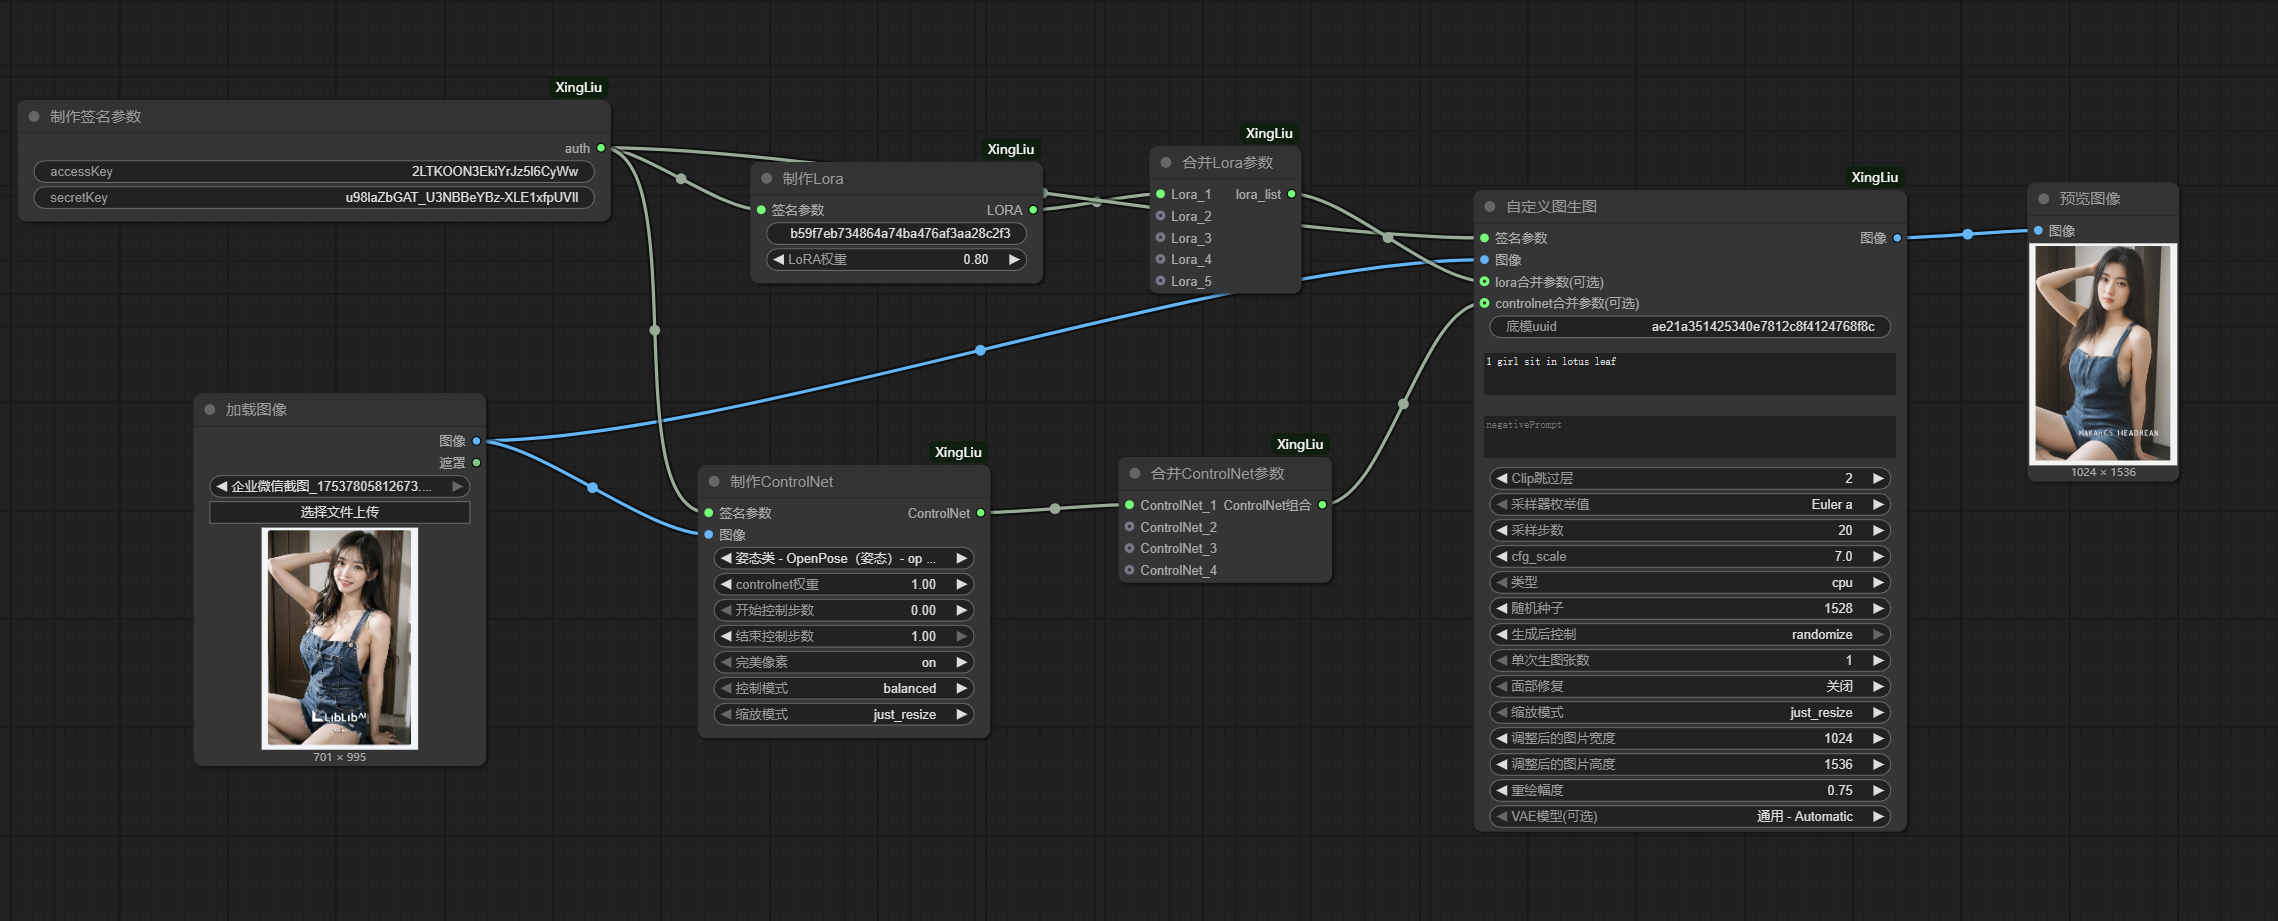 XingLiu
制作签名参数
auth
accessKey 2LTKOON3EkiYrJz5l6CyWw
secretKey u98laZbGAT_U3NBBeYBz-XLE1xfpUVll
XingLiu
制作Lora
签名参数 LORA
b59f7eb734864a74ba476af3aa28c2f3
LoRA权重 0.80
XingLiu
合并Lora参数
Lora_1 lora_list
Lora_2
Lora_3
Lora_4
Lora_5
加载图像
图像
遮罩
企业微信截图_17537805812673....
选择文件上传
LibLibAI
701 × 995
XingLiu
制作ControlNet
签名参数 ControlNet
图像
姿态类 - OpenPose（姿态）- op ...
controlnet权重 1.00
开始控制步数 0.00
结束控制步数 1.00
完美像素 on
控制模式 balanced
缩放模式 just_resize
XingLiu
合并ControlNet参数
ControlNet_1 ControlNet组合
ControlNet_2
ControlNet_3
ControlNet_4
XingLiu
自定义图生图
签名参数 图像
图像
lora合并参数(可选)
controlnet合并参数(可选)
底模uuid ae21a351425340e7812c8f4124768f8c
1 girl sit in lotus leaf
negativePrompt
Clip跳过层 2
采样器枚举值 Euler a
采样步数 20
cfg_scale 7.0
类型 cpu
随机种子 1528
生成后控制 randomize
单次生图张数 1
面部修复 关闭
缩放模式 just_resize
调整后的图片宽度 1024
调整后的图片高度 1536
重绘幅度 0.75
VAE模型(可选) 通用 - Automatic
预览图像
图像
1024 × 1536